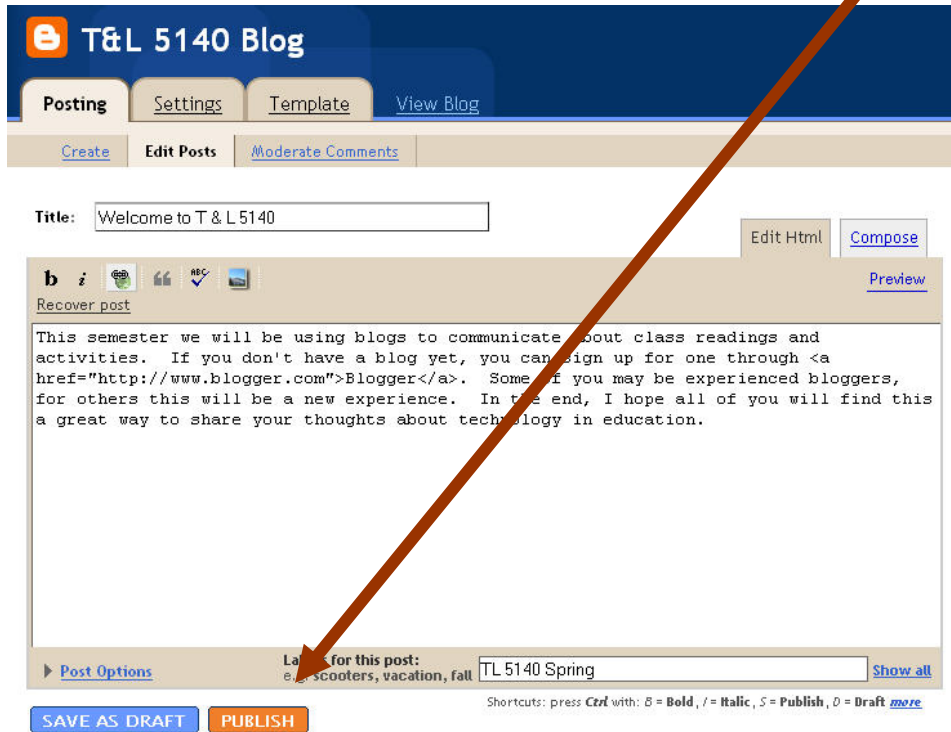 T&L 5140 Blog
Posting Settings Template View Blog
Create Edit Posts Moderate Comments
Title: Welcome to T & L 5140
Edit Html Compose
b i ABC Preview
Recover post
This semester we will be using blogs to communicate about class readings and
activities. If you don't have a blog yet, you can sign up for one through <a
href="http://www.blogger.com">Blogger</a>. Some of you may be experienced bloggers,
for others this will be a new experience. In the end, I hope all of you will find this
a great way to share your thoughts about technology in education.
Post Options Labels for this post: TL 5140 Spring Show all
e.g. scooters, vacation, fall
SAVE AS DRAFT PUBLISH Shortcuts: press Ctrl with: B = Bold, I = Italic, S = Publish, D = Draft more